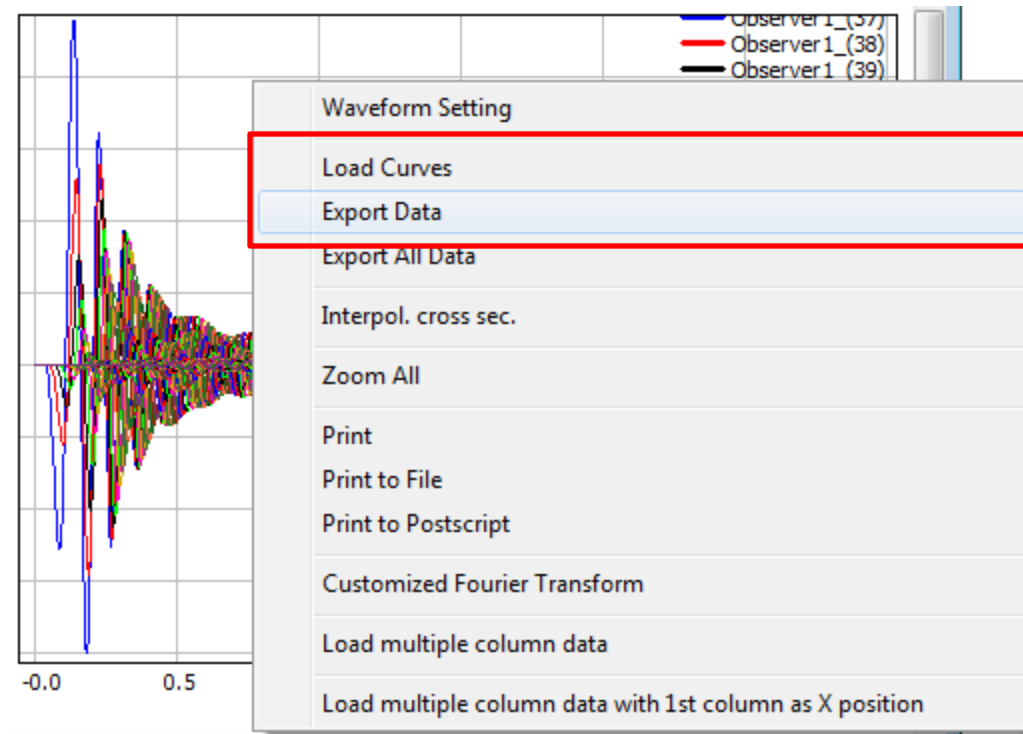 Observer1_(37)
Observer1_(38)
Observer1_(39)
Waveform Setting
Load Curves
Export Data
Export All Data
Interpol. cross sec.
Zoom All
Print
Print to File
Print to Postscript
Customized Fourier Transform
Load multiple column data
Load multiple column data with 1st column as X position
-0.0 0.5